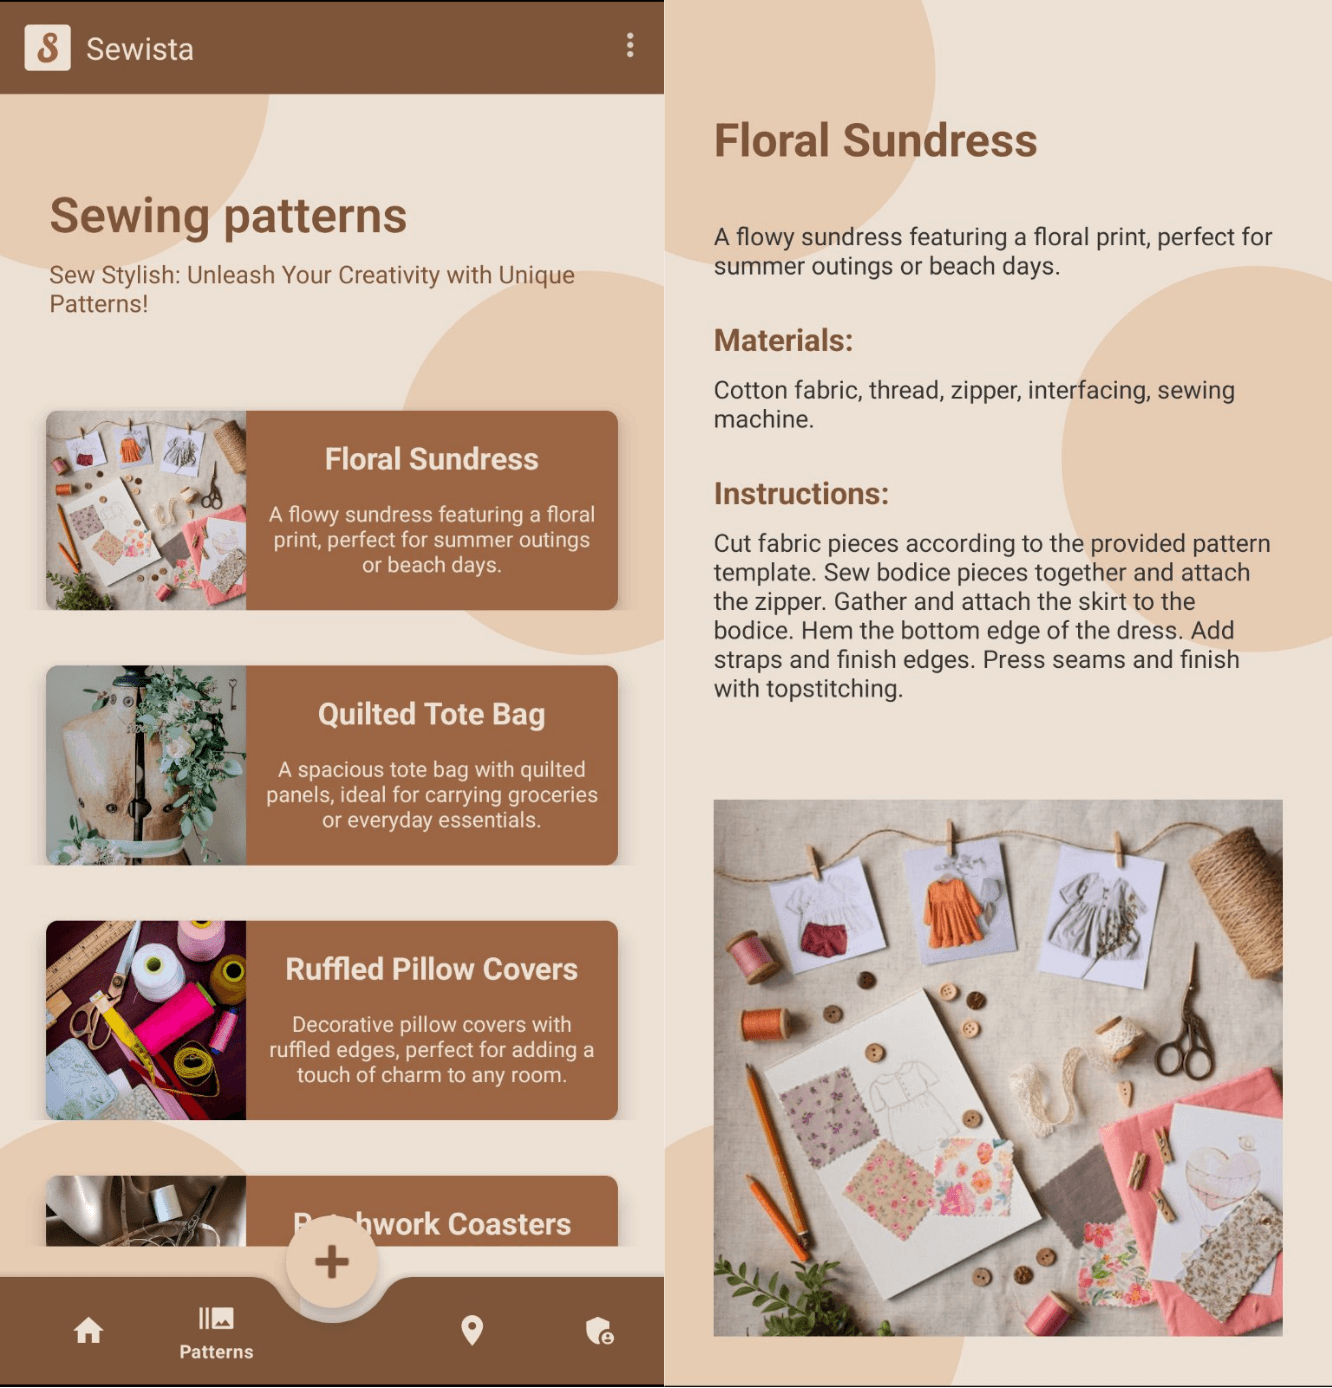 Sewista
Sewing patterns
Sew Stylish: Unleash Your Creativity with Unique
Patterns!
Floral Sundress
A flowy sundress featuring a floral
print, perfect for summer outings
or beach days.
Quilted Tote Bag
A spacious tote bag with quilted
panels, ideal for carrying groceries
or everyday essentials.
Ruffled Pillow Covers
Decorative pillow covers with
ruffled edges, perfect for adding a
touch of charm to any room.
Patchwork Coasters
Patterns
Floral Sundress
A flowy sundress featuring a floral print, perfect for
summer outings or beach days.
Materials:
Cotton fabric, thread, zipper, interfacing, sewing
machine.
Instructions:
Cut fabric pieces according to the provided pattern
template. Sew bodice pieces together and attach
the zipper. Gather and attach the skirt to the
bodice. Hem the bottom edge of the dress. Add
straps and finish edges. Press seams and finish
with topstitching.